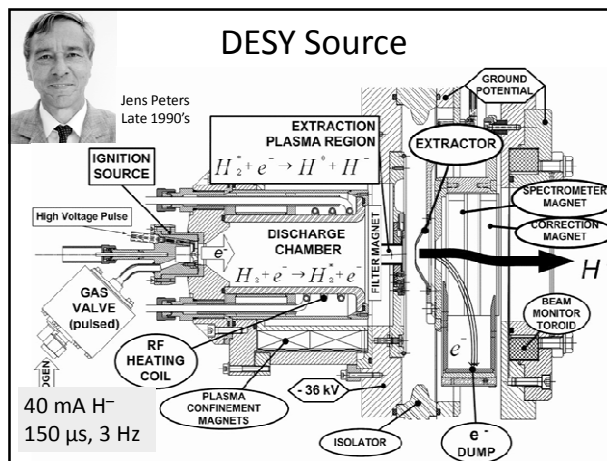 DESY Source
Jens Peters
Late 1990's
GROUND
POTENTIAL
EXTRACTION
PLASMA REGION
H₂* + e⁻ → H° + H⁻
EXTRACTOR
IGNITION
SOURCE
High Voltage Pulse
e⁻
DISCHARGE
CHAMBER
H₂ + e⁻ → H₂* + e⁻
FILTER MAGNET
SPECTROMETER
MAGNET
CORRECTION
MAGNET
H
GAS
VALVE
(pulsed)
BEAM
MONITOR
TOROID
e⁻
RF
HEATING
COIL
PLASMA
CONFINEMENT
MAGNETS
- 36 kV
ISOLATOR
e⁻
DUMP
40 mA H⁻
150 µs, 3 Hz